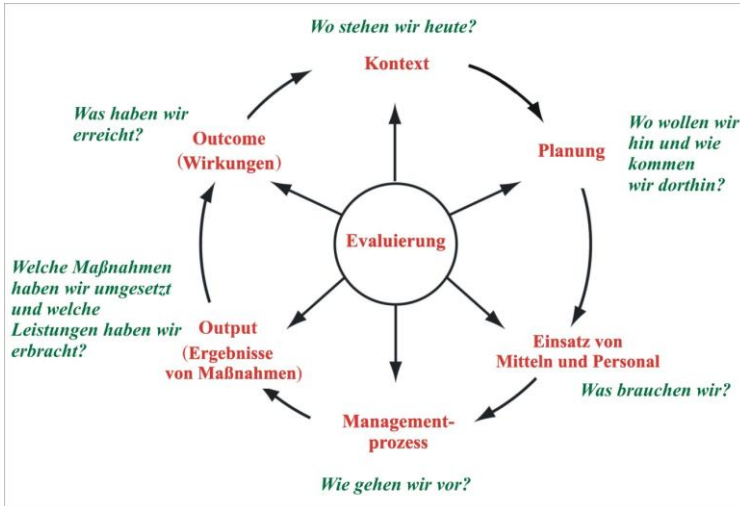 Wo stehen wir heute?
Kontext
Wo wollen wir
hin und wie
kommen
wir dorthin?
Planung
Einsatz von
Mitteln und Personal
Was brauchen wir?
Management-
prozess
Wie gehen wir vor?
Output
(Ergebnisse
von Maßnahmen)
Welche Maßnahmen
haben wir umgesetzt
und welche
Leistungen haben wir
erbracht?
Outcome
(Wirkungen)
Was haben wir
erreicht?
Evaluierung